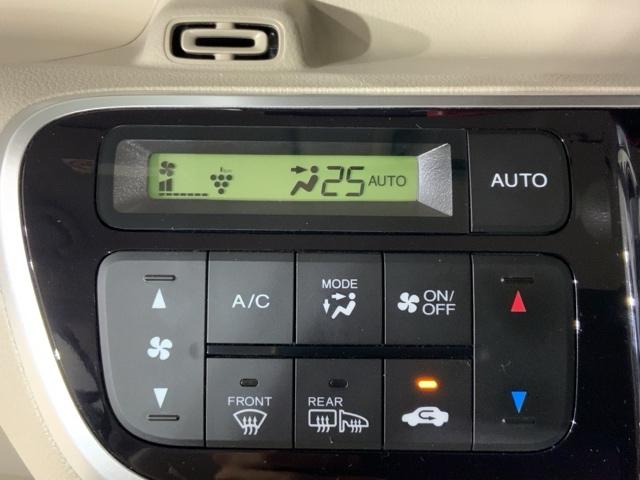 25 AUTO
AUTO
A/C
MODE
ON/
OFF
FRONT
REAR